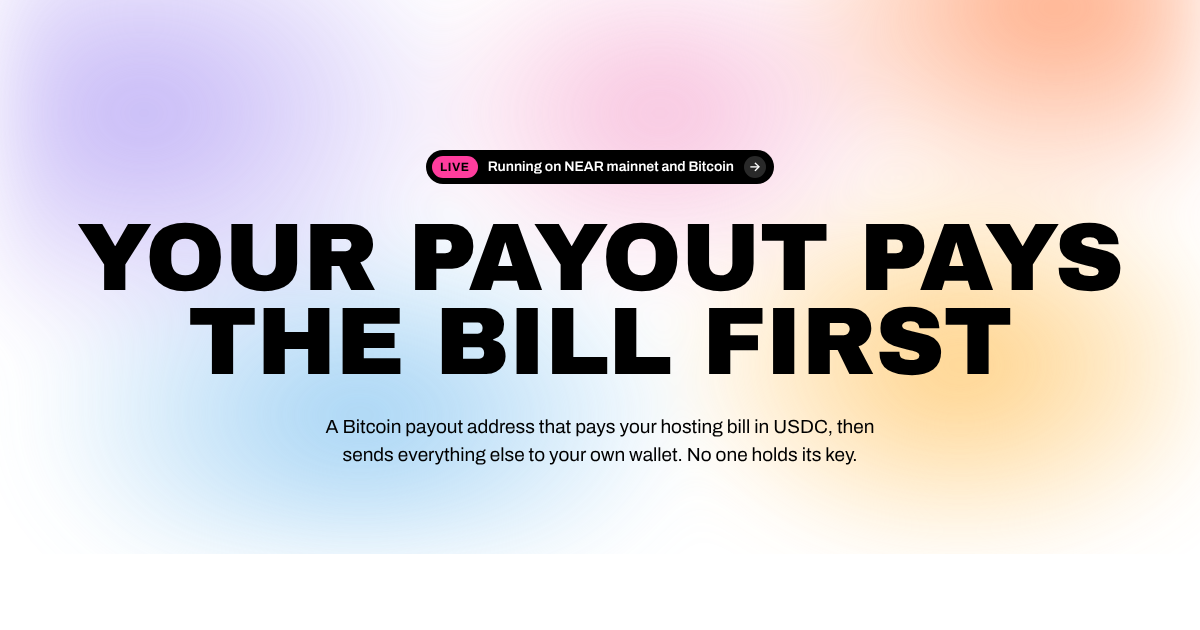 LIVE Running on NEAR mainnet and Bitcoin →
YOUR PAYOUT PAYS
THE BILL FIRST
A Bitcoin payout address that pays your hosting bill in USDC, then
sends everything else to your own wallet. No one holds its key.